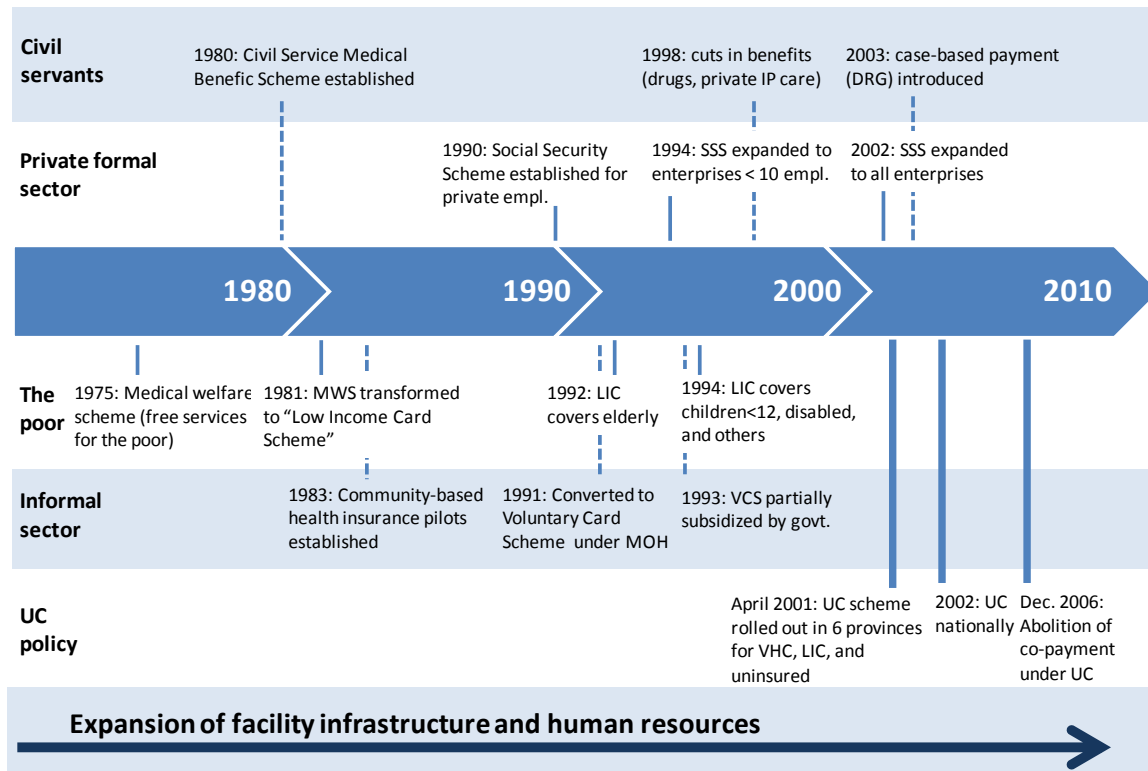 Civil
servants
1980: Civil Service Medical
Benefic Scheme established
1998: cuts in benefits
(drugs, private IP care)
2003: case-based payment
(DRG) introduced
Private formal
sector
1990: Social Security
Scheme established for
private empl.
1994: SSS expanded to
enterprises < 10 empl.
2002: SSS expanded
to all enterprises
1980
1990
2000
2010
The
poor
1975: Medical welfare
scheme (free services
for the poor)
1981: MWS transformed
to “Low Income Card
Scheme”
1992: LIC
covers elderly
1994: LIC covers
children<12, disabled,
and others
Informal
sector
1983: Community-based
health insurance pilots
established
1991: Converted to
Voluntary Card
Scheme under MOH
1993: VCS partially
subsidized by govt.
UC
policy
April 2001: UC scheme
rolled out in 6 provinces
for VHC, LIC, and
uninsured
2002: UC
nationally
Dec. 2006:
Abolition of
co-payment
under UC
Expansion of facility infrastructure and human resources